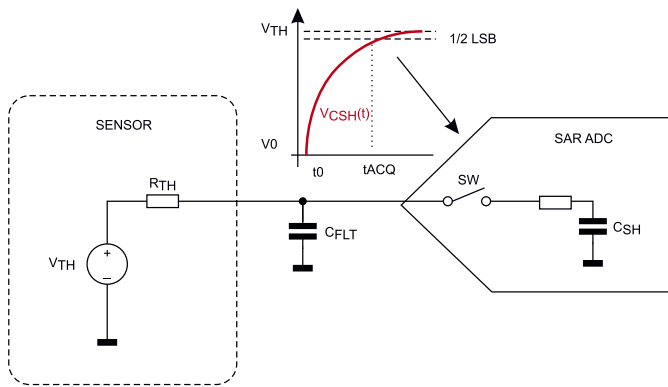 VTH
1/2 LSB
VCSH(t)
V0
t0
tACQ
SENSOR
SAR ADC
RTH
SW
CFLT
CSH
VTH
+
–